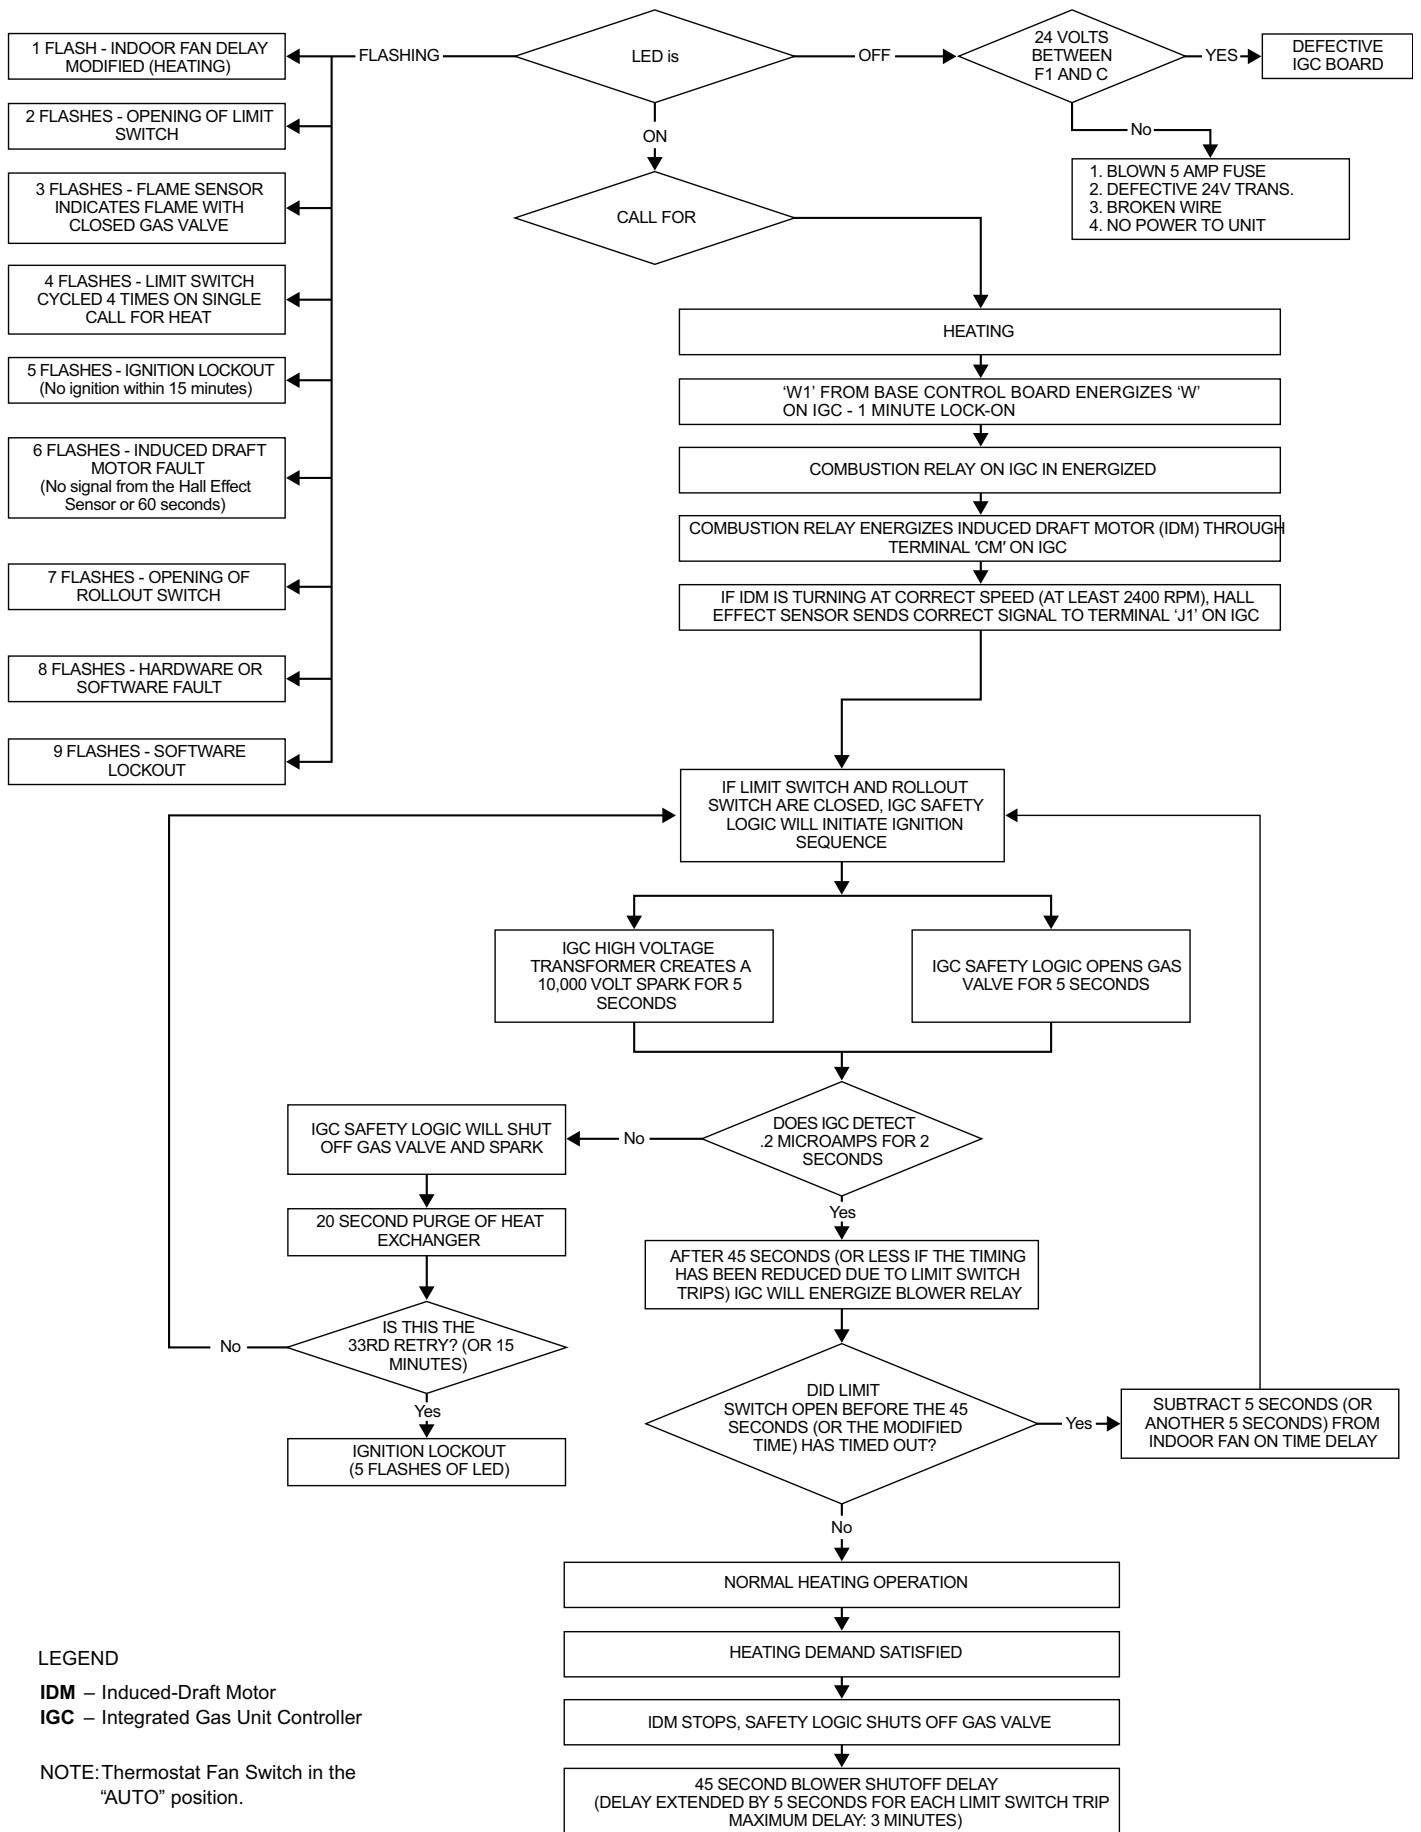 LED is
FLASHING
OFF
ON
24 VOLTS
BETWEEN
F1 AND C
YES
DEFECTIVE
IGC BOARD
No
1. BLOWN 5 AMP FUSE
2. DEFECTIVE 24V TRANS.
3. BROKEN WIRE
4. NO POWER TO UNIT
1 FLASH - INDOOR FAN DELAY
MODIFIED (HEATING)
2 FLASHES - OPENING OF LIMIT
SWITCH
3 FLASHES - FLAME SENSOR
INDICATES FLAME WITH
CLOSED GAS VALVE
4 FLASHES - LIMIT SWITCH
CYCLED 4 TIMES ON SINGLE
CALL FOR HEAT
5 FLASHES - IGNITION LOCKOUT
(No ignition within 15 minutes)
6 FLASHES - INDUCED DRAFT
MOTOR FAULT
(No signal from the Hall Effect
Sensor or 60 seconds)
7 FLASHES - OPENING OF
ROLLOUT SWITCH
8 FLASHES - HARDWARE OR
SOFTWARE FAULT
9 FLASHES - SOFTWARE
LOCKOUT
CALL FOR
HEATING
‘W1’ FROM BASE CONTROL BOARD ENERGIZES ‘W’
ON IGC - 1 MINUTE LOCK-ON
COMBUSTION RELAY ON IGC IN ENERGIZED
COMBUSTION RELAY ENERGIZES INDUCED DRAFT MOTOR (IDM) THROUGH
TERMINAL 'CM' ON IGC
IF IDM IS TURNING AT CORRECT SPEED (AT LEAST 2400 RPM), HALL
EFFECT SENSOR SENDS CORRECT SIGNAL TO TERMINAL ‘J1’ ON IGC
IF LIMIT SWITCH AND ROLLOUT
SWITCH ARE CLOSED, IGC SAFETY
LOGIC WILL INITIATE IGNITION
SEQUENCE
IGC HIGH VOLTAGE
TRANSFORMER CREATES A
10,000 VOLT SPARK FOR 5
SECONDS
IGC SAFETY LOGIC OPENS GAS
VALVE FOR 5 SECONDS
DOES IGC DETECT
.2 MICROAMPS FOR 2
SECONDS
No
IGC SAFETY LOGIC WILL SHUT
OFF GAS VALVE AND SPARK
20 SECOND PURGE OF HEAT
EXCHANGER
IS THIS THE
33RD RETRY? (OR 15
MINUTES)
No
Yes
IGNITION LOCKOUT
(5 FLASHES OF LED)
Yes
AFTER 45 SECONDS (OR LESS IF THE TIMING
HAS BEEN REDUCED DUE TO LIMIT SWITCH
TRIPS) IGC WILL ENERGIZE BLOWER RELAY
DID LIMIT
SWITCH OPEN BEFORE THE 45
SECONDS (OR THE MODIFIED
TIME) HAS TIMED OUT?
Yes
SUBTRACT 5 SECONDS (OR
ANOTHER 5 SECONDS) FROM
INDOOR FAN ON TIME DELAY
No
NORMAL HEATING OPERATION
HEATING DEMAND SATISFIED
IDM STOPS, SAFETY LOGIC SHUTS OFF GAS VALVE
45 SECOND BLOWER SHUTOFF DELAY
(DELAY EXTENDED BY 5 SECONDS FOR EACH LIMIT SWITCH TRIP
MAXIMUM DELAY: 3 MINUTES)
LEGEND
IDM – Induced-Draft Motor
IGC – Integrated Gas Unit Controller
NOTE: Thermostat Fan Switch in the
“AUTO” position.